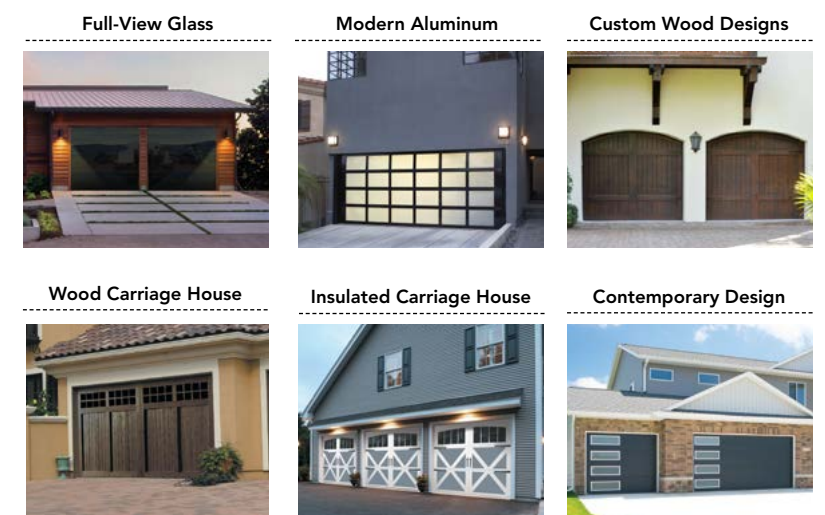 Full-View Glass
Modern Aluminum
Custom Wood Designs
Wood Carriage House
Insulated Carriage House
Contemporary Design